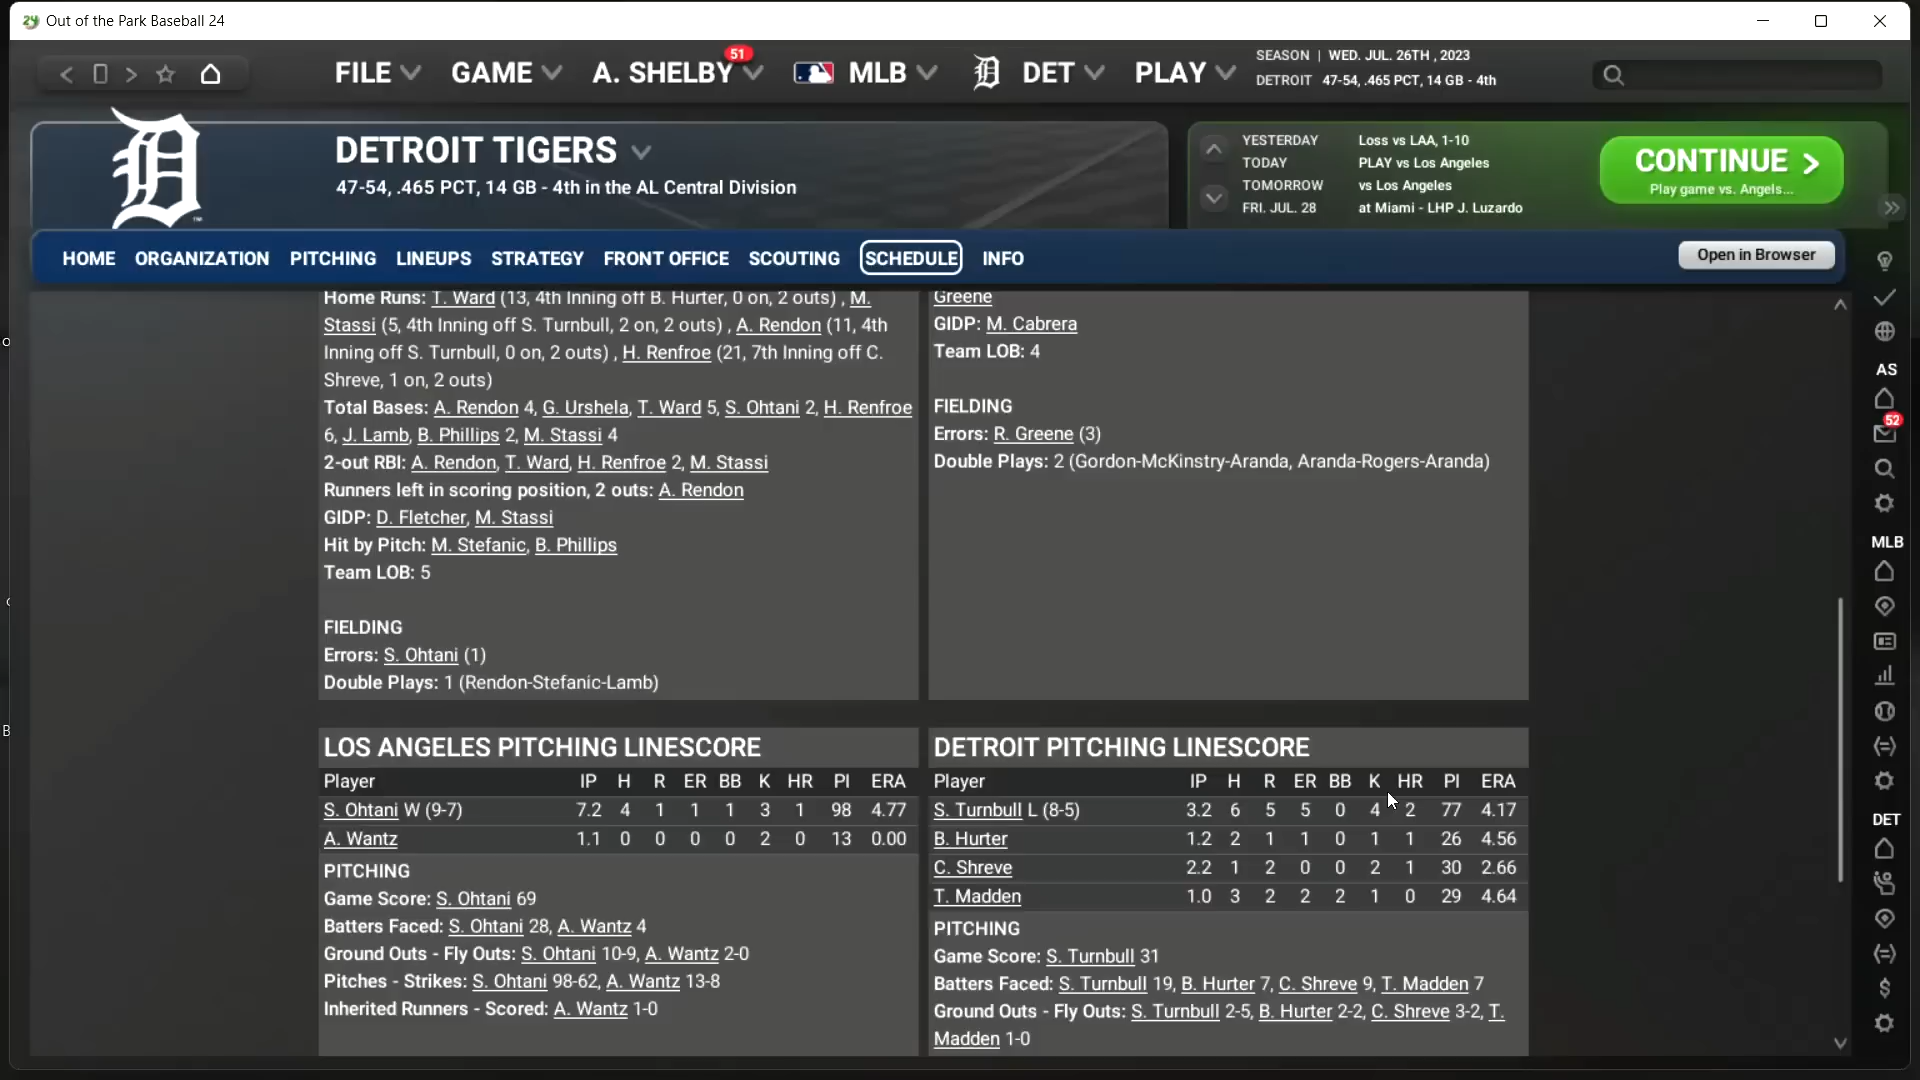 Out of the Park Baseball 24
FILE GAME A. SHELBY 51 MLB DET PLAY
SEASON | WED. JUL. 26TH , 2023
DETROIT 47-54, .465 PCT, 14 GB - 4th
DETROIT TIGERS
47-54, .465 PCT, 14 GB - 4th in the AL Central Division
YESTERDAY Loss vs LAA, 1-10
TODAY PLAY vs Los Angeles
TOMORROW vs Los Angeles
FRI. JUL. 28 at Miami - LHP J. Luzardo
CONTINUE
Play game vs. Angels...
HOME ORGANIZATION PITCHING LINEUPS STRATEGY FRONT OFFICE SCOUTING SCHEDULE INFO
Open in Browser
Home Runs: T. Ward (13, 4th Inning off B. Hurter, 0 on, 2 outs) , M.
Stassi (5, 4th Inning off S. Turnbull, 2 on, 2 outs) , A. Rendon (11, 4th
Inning off S. Turnbull, 0 on, 2 outs) , H. Renfroe (21, 7th Inning off C.
Shreve, 1 on, 2 outs)
Total Bases: A. Rendon 4, G. Urshela, T. Ward 5, S. Ohtani 2, H. Renfroe
6, J. Lamb, B. Phillips 2, M. Stassi 4
2-out RBI: A. Rendon, T. Ward, H. Renfroe 2, M. Stassi
Runners left in scoring position, 2 outs: A. Rendon
GIDP: D. Fletcher, M. Stassi
Hit by Pitch: M. Stefanic, B. Phillips
Team LOB: 5
FIELDING
Errors: S. Ohtani (1)
Double Plays: 1 (Rendon-Stefanic-Lamb)
Greene
GIDP: M. Cabrera
Team LOB: 4
FIELDING
Errors: R. Greene (3)
Double Plays: 2 (Gordon-McKinstry-Aranda, Aranda-Rogers-Aranda)
LOS ANGELES PITCHING LINESCORE
Player IP H R ER BB K HR PI ERA
S. Ohtani W (9-7) 7.2 4 1 1 1 3 1 98 4.77
A. Wantz 1.1 0 0 0 0 2 0 13 0.00
PITCHING
Game Score: S. Ohtani 69
Batters Faced: S. Ohtani 28, A. Wantz 4
Ground Outs - Fly Outs: S. Ohtani 10-9, A. Wantz 2-0
Pitches - Strikes: S. Ohtani 98-62, A. Wantz 13-8
Inherited Runners - Scored: A. Wantz 1-0
DETROIT PITCHING LINESCORE
Player IP H R ER BB K HR PI ERA
S. Turnbull L (8-5) 3.2 6 5 5 0 4 2 77 4.17
B. Hurter 1.2 2 1 1 0 1 1 26 4.56
C. Shreve 2.2 1 2 0 0 2 1 30 2.66
T. Madden 1.0 3 2 2 2 1 0 29 4.64
PITCHING
Game Score: S. Turnbull 31
Batters Faced: S. Turnbull 19, B. Hurter 7, C. Shreve 9, T. Madden 7
Ground Outs - Fly Outs: S. Turnbull 2-5, B. Hurter 2-2, C. Shreve 3-2, T.
Madden 1-0
AS
52
MLB
DET